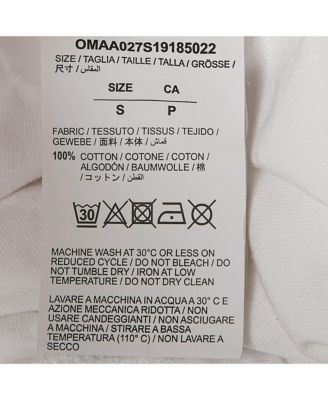 OMAA027S19185022
SIZE / TAGLIA / TAILLE / TALLA / GRÖSSE /
尺寸 / المقاس /
SIZE CA
S P
FABRIC / TESSUTO / TISSUS / TEJIDO /
GEWEBE / 面料 / 本体 / قماش /
100% COTTON / COTONE / COTON /
ALGODÓN / BAUMWOLLE / 棉
/ コットン / القطن /
30
MACHINE WASH AT 30°C OR LESS ON
REDUCED CYCLE / DO NOT BLEACH / DO
NOT TUMBLE DRY / IRON AT LOW
TEMPERATURE / DO NOT DRY CLEAN
LAVARE A MACCHINA IN ACQUA A 30° C E
AZIONE MECCANICA RIDOTTA / NON
USARE CANDEGGIANTI / NON ASCIUGARE
A MACCHINA / STIRARE A BASSA
TEMPERATURA (110° C) / NON LAVARE A
SECCO